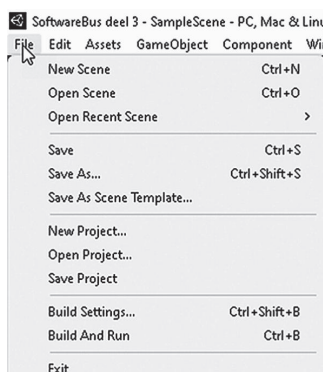 SoftwareBus deel 3 - SampleScene - PC, Mac & Linu
File Edit Assets GameObject Component Wi
New Scene Ctrl+N
Open Scene Ctrl+O
Open Recent Scene >
Save Ctrl+S
Save As... Ctrl+Shift+S
Save As Scene Template...
New Project...
Open Project...
Save Project
Build Settings... Ctrl+Shift+B
Build And Run Ctrl+B
Exit